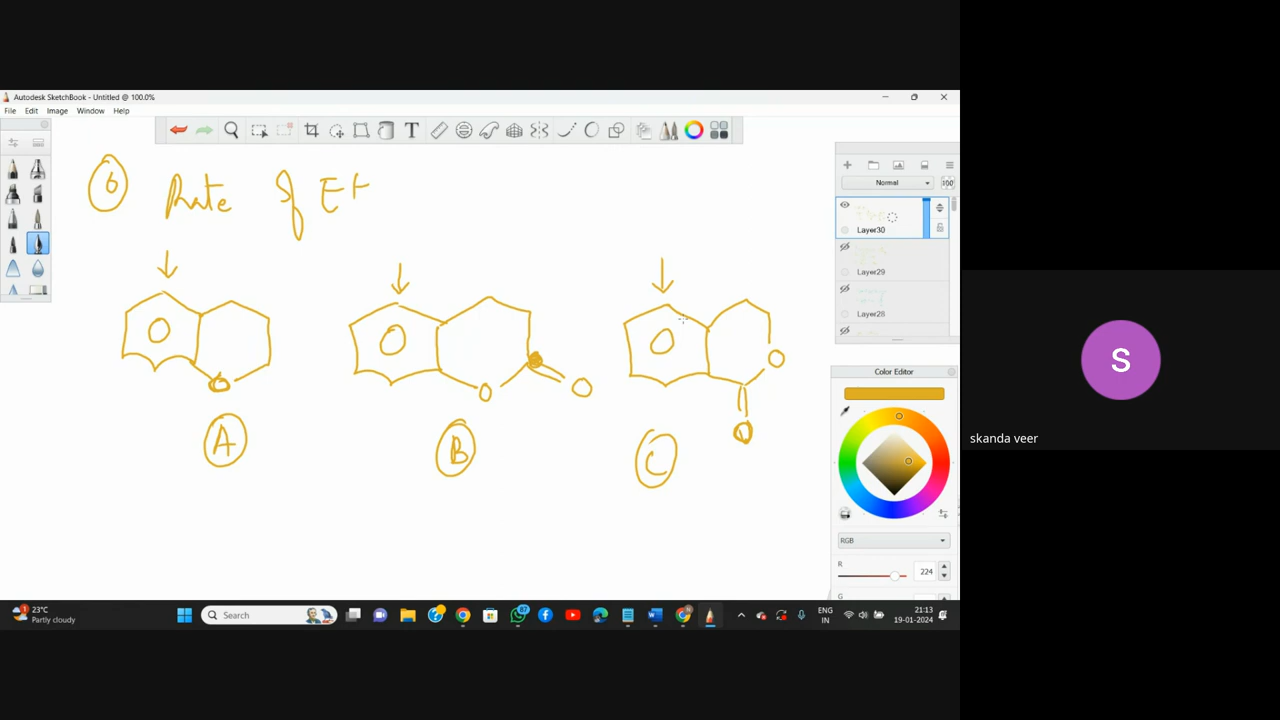 Autodesk SketchBook - Untitled @ 100.0%
File Edit Image Window Help
T
6 Rate of Et
Normal 100
Layer30
Layer29
Layer28
O O O O
O O O
O O O
A B C
Color Editor
RGB
R 224
G
S
skanda veer
23°C
Partly cloudy
Search
ENG
IN
21:13
19-01-2024